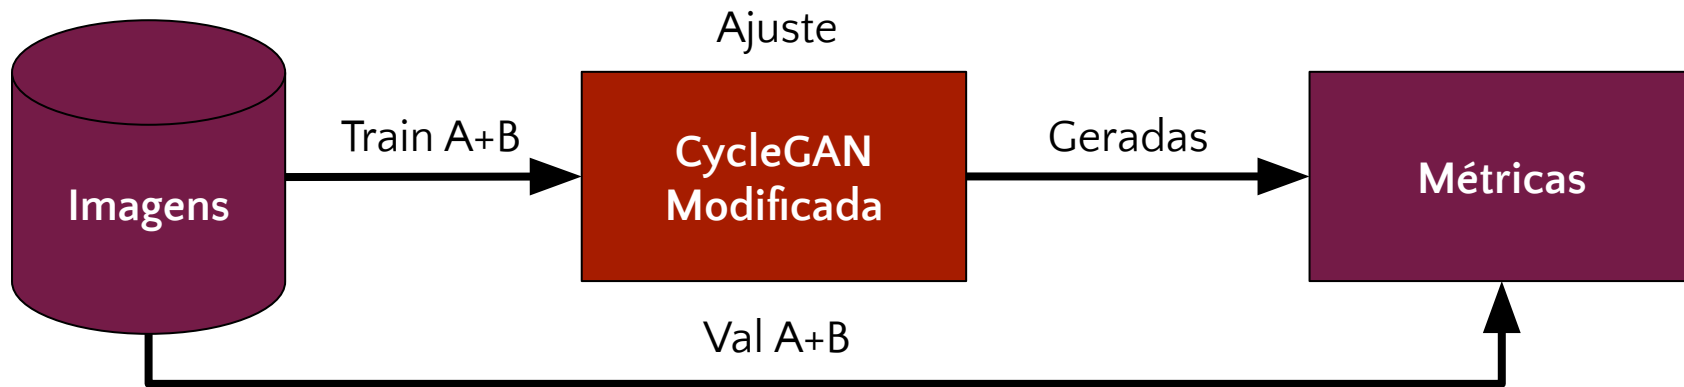 Ajuste
Train A+B
Geradas
Imagens
CycleGAN
Modificada
Métricas
Val A+B